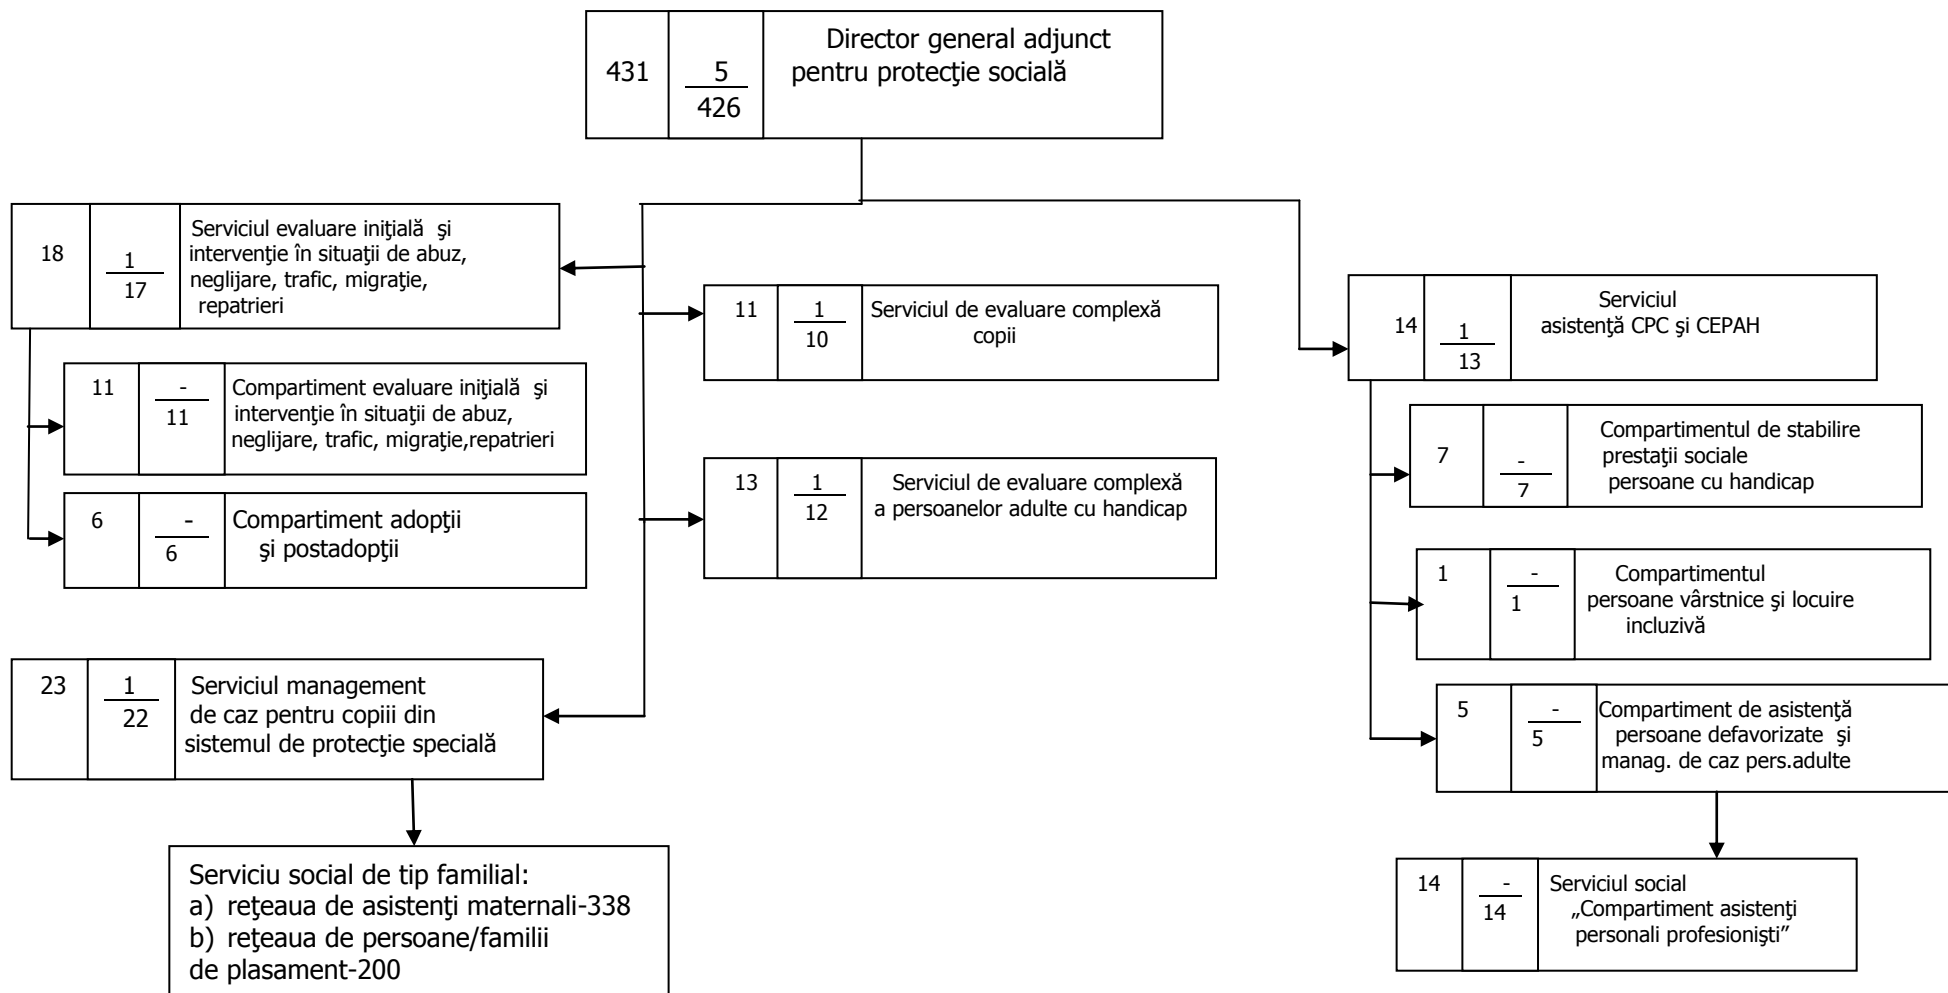 431
5
426
Director general adjunct
pentru protecţie socială
18
1
17
Serviciul evaluare iniţială şi
intervenţie în situaţii de abuz,
neglijare, trafic, migraţie,
repatrieri
11
-
11
Compartiment evaluare iniţială şi
intervenţie în situaţii de abuz,
neglijare, trafic, migraţie,repatrieri
6
-
6
Compartiment adopţii
şi postadopţii
23
1
22
Serviciul management
de caz pentru copiii din
sistemul de protecţie specială
Serviciu social de tip familial:
a) reţeaua de asistenţi maternali-338
b) reţeaua de persoane/familii
de plasament-200
11
1
10
Serviciul de evaluare complexă
copii
13
1
12
Serviciul de evaluare complexă
a persoanelor adulte cu handicap
14
1
13
Serviciul
asistenţă CPC şi CEPAH
7
-
7
Compartimentul de stabilire
prestaţii sociale
persoane cu handicap
1
-
1
Compartimentul
persoane vârstnice şi locuire
incluzivă
5
-
5
Compartiment de asistenţă
persoane defavorizate şi
manag. de caz pers.adulte
14
-
14
Serviciul social
„Compartiment asistenţi
personali profesionişti”